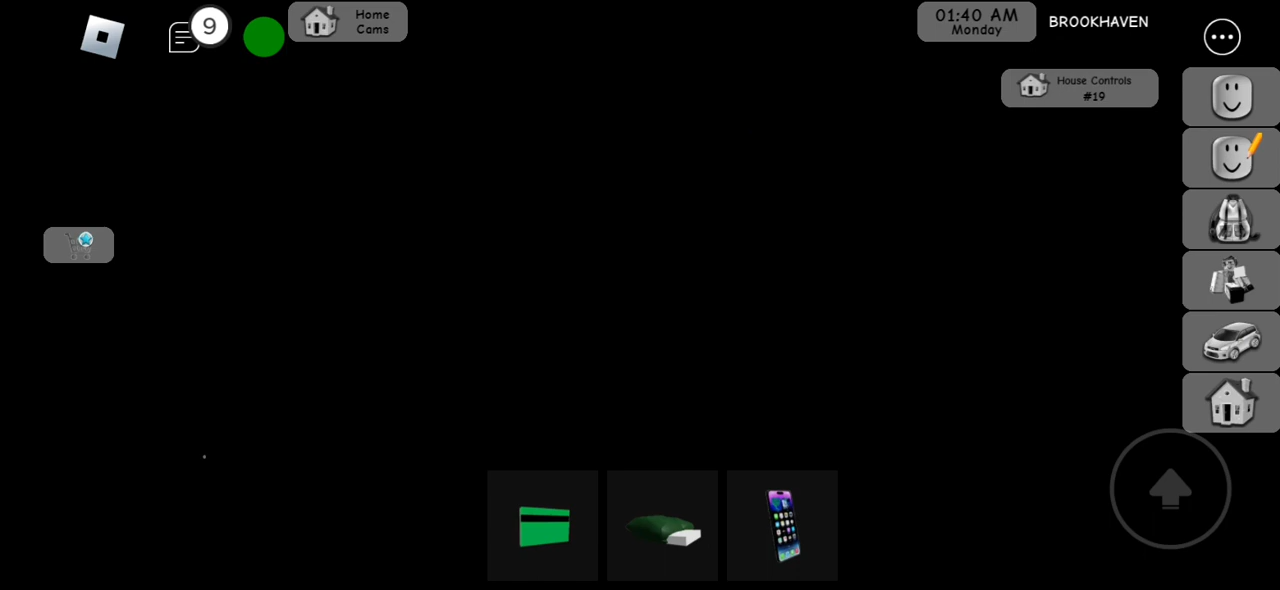 9
Home
Cams
01:40 AM
Monday
BROOKHAVEN
House Controls
#19